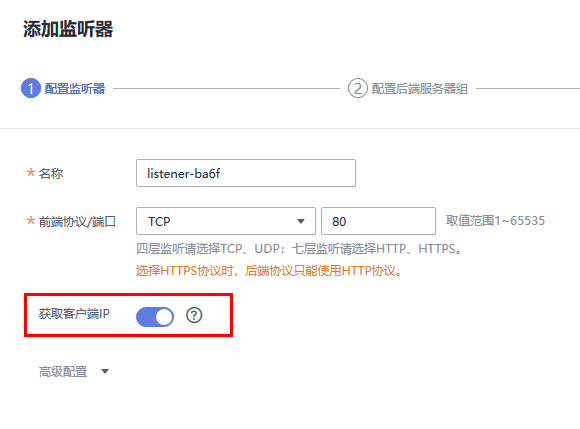 添加监听器
1 配置监听器 2 配置后端服务器组
* 名称 listener-ba6f
* 前端协议/端口 TCP 80 取值范围1~65535
四层监听请选择TCP、UDP；七层监听请选择HTTP、HTTPS。
选择HTTPS协议时，后端协议只能使用HTTP协议。
获取客户端IP ?
高级配置